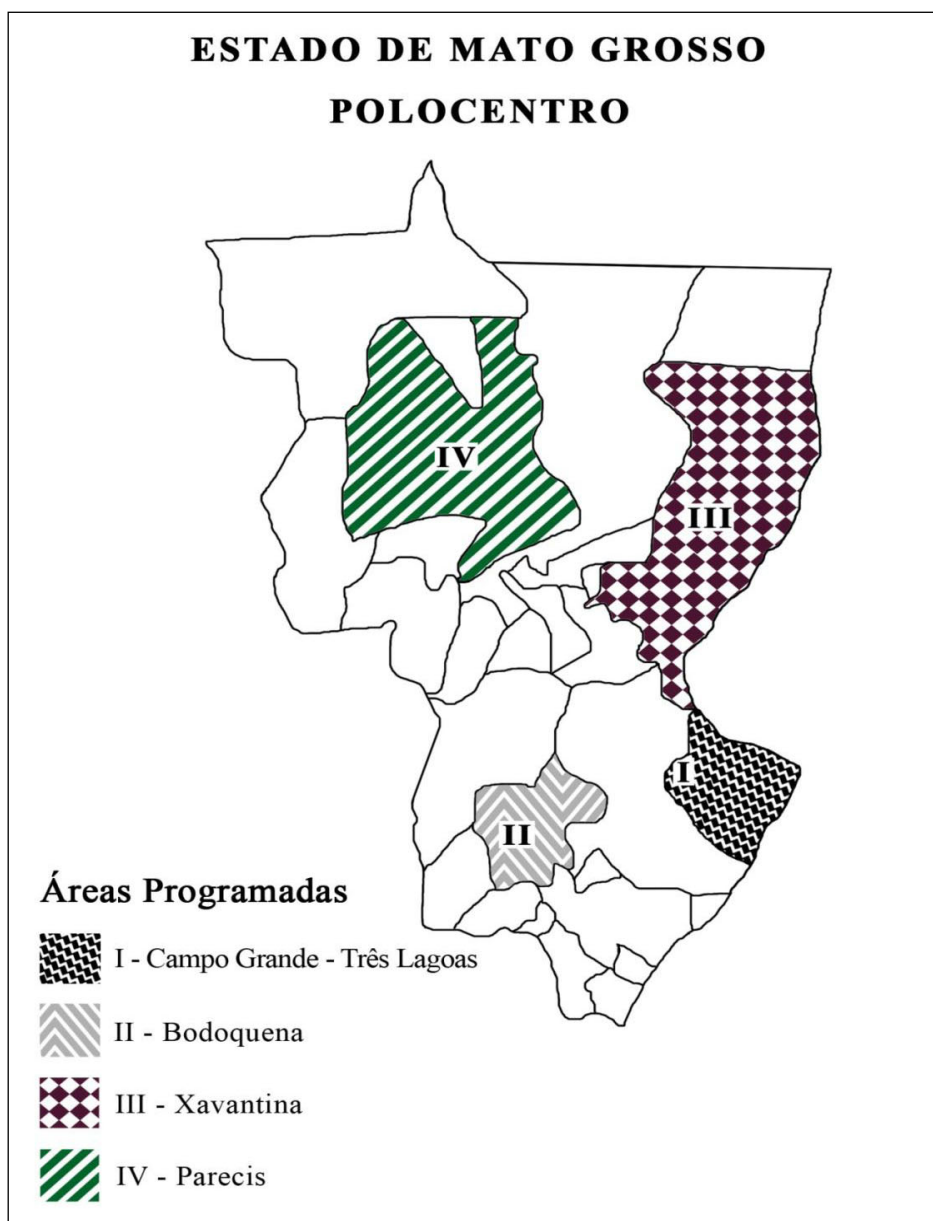 ESTADO DE MATO GROSSO
POLOCENTRO
IV
III
I
II
Áreas Programadas
I - Campo Grande - Três Lagoas
II - Bodoquena
III - Xavantina
IV - Parecis